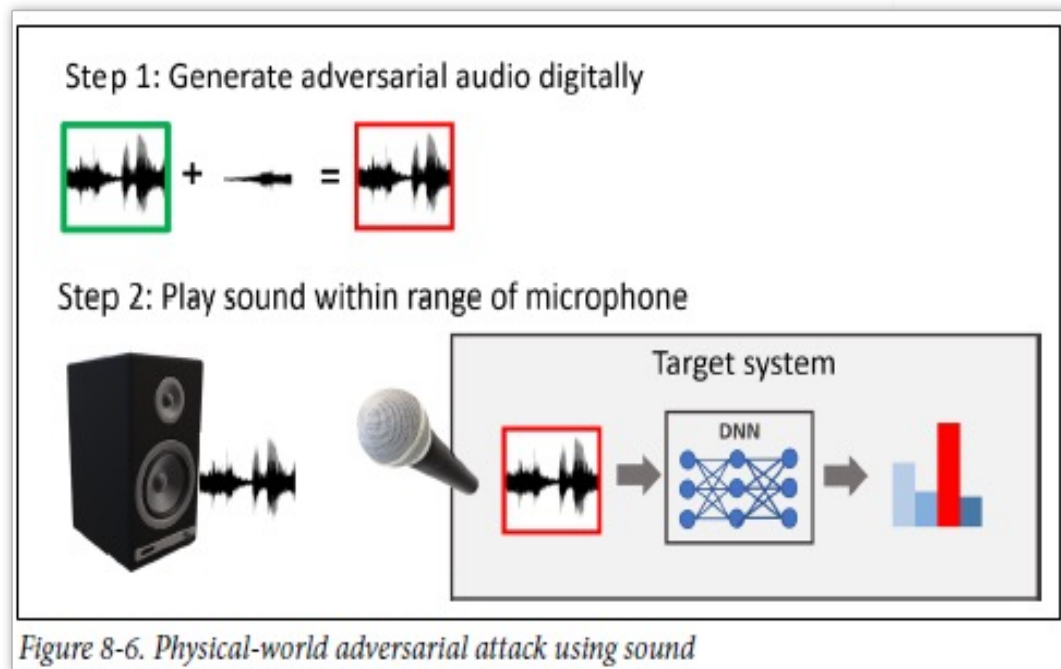 Step 1: Generate adversarial audio digitally
+ =
Step 2: Play sound within range of microphone
Target system
DNN
Figure 8-6. Physical-world adversarial attack using sound